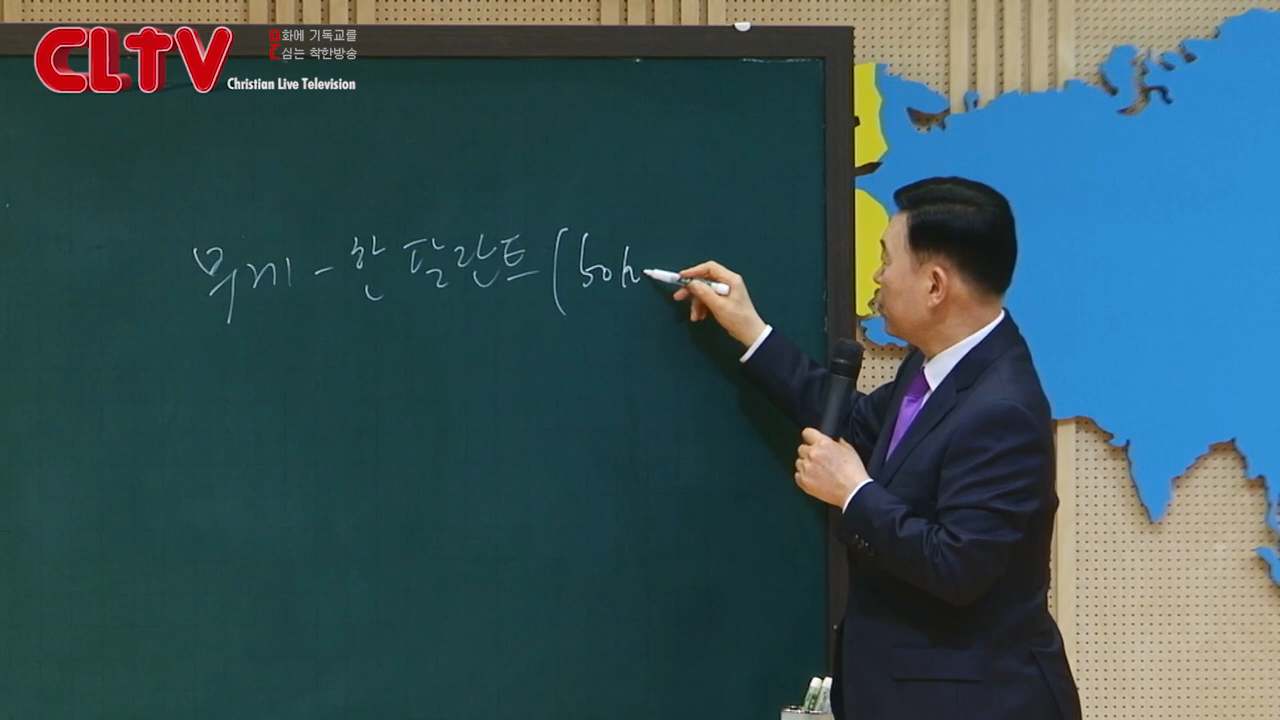 CLTV
문화에 기독교를
심는 착한방송
Christian Live Television
무게 - 한 달란트 (50k